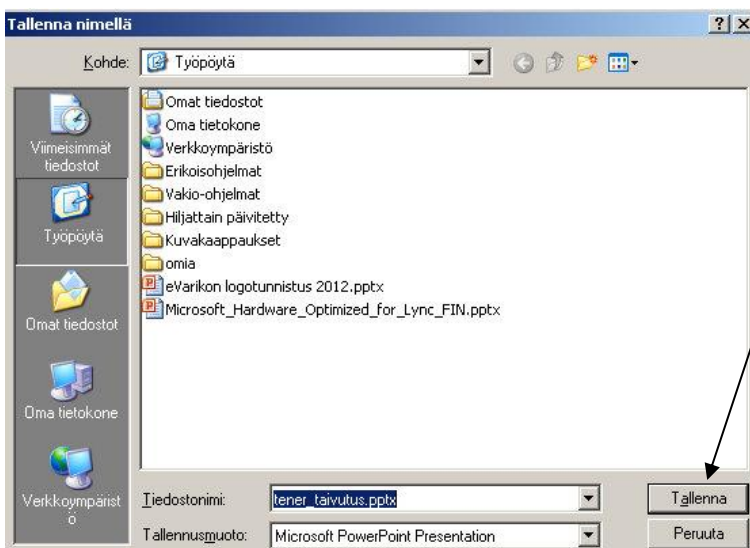 Tallenna nimellä
Kohde: Työpöytä
Viimeisimmät
tiedostot
Työpöytä
Omat tiedostot
Oma tietokone
Verkkoympärist
ö
Omat tiedostot
Oma tietokone
Verkkoympäristö
Erikoisohjelmat
Vakio-ohjelmat
Hiljattain päivitetty
Kuvakaappaukset
omia
eVarikon logotunnistus 2012.pptx
Microsoft_Hardware_Optimized_for_Lync_FIN.pptx
Tiedostonimi: tener_taivutus.pptx Tallenna
Tallennusmuoto: Microsoft PowerPoint Presentation Peruuta